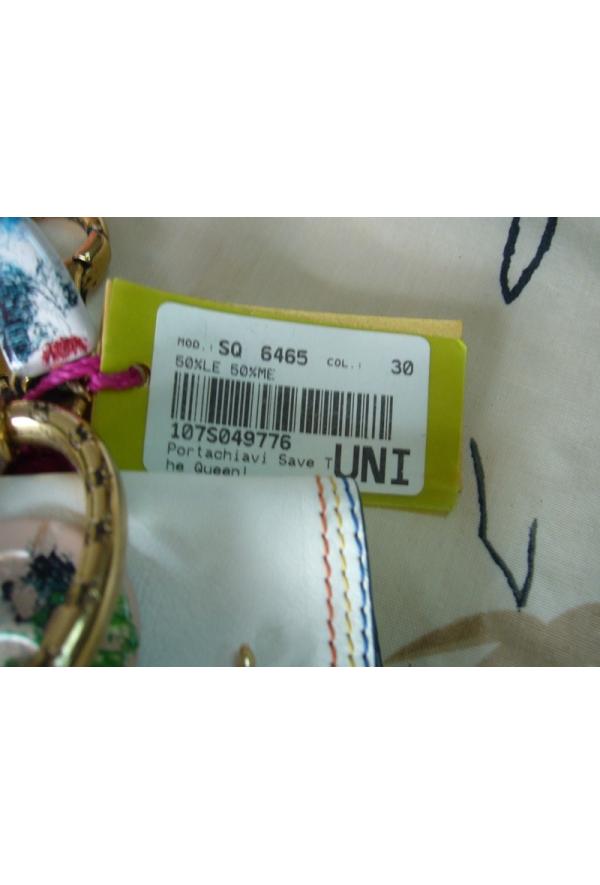 MOD.: SQ 6465 COL.: 30
50%LE 50%ME
107S049776
Portachiavi Save T
he Queen!
UNI